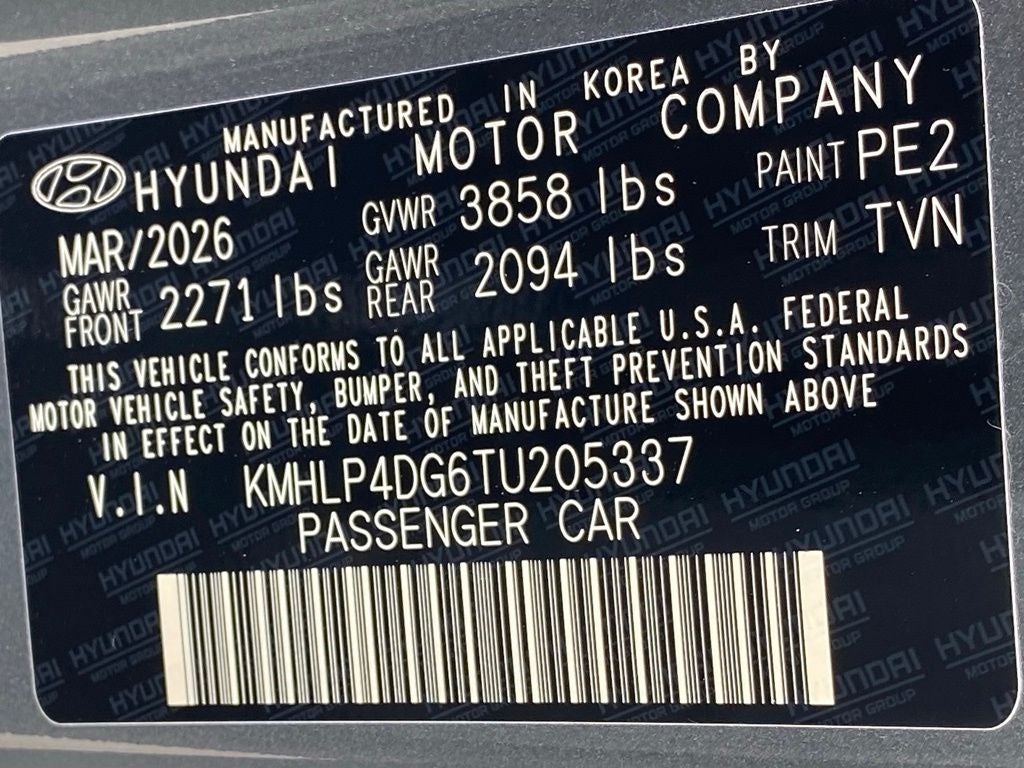 MANUFACTURED IN KOREA BY
HYUNDAI MOTOR COMPANY
MAR/2026 GVWR 3858 lbs PAINT PE2
GAWR FRONT 2271 lbs GAWR REAR 2094 lbs TRIM TVN
THIS VEHICLE CONFORMS TO ALL APPLICABLE U.S.A. FEDERAL
MOTOR VEHICLE SAFETY, BUMPER, AND THEFT PREVENTION STANDARDS
IN EFFECT ON THE DATE OF MANUFACTURE SHOWN ABOVE
V.I.N KMHLP4DG6TU205337
PASSENGER CAR